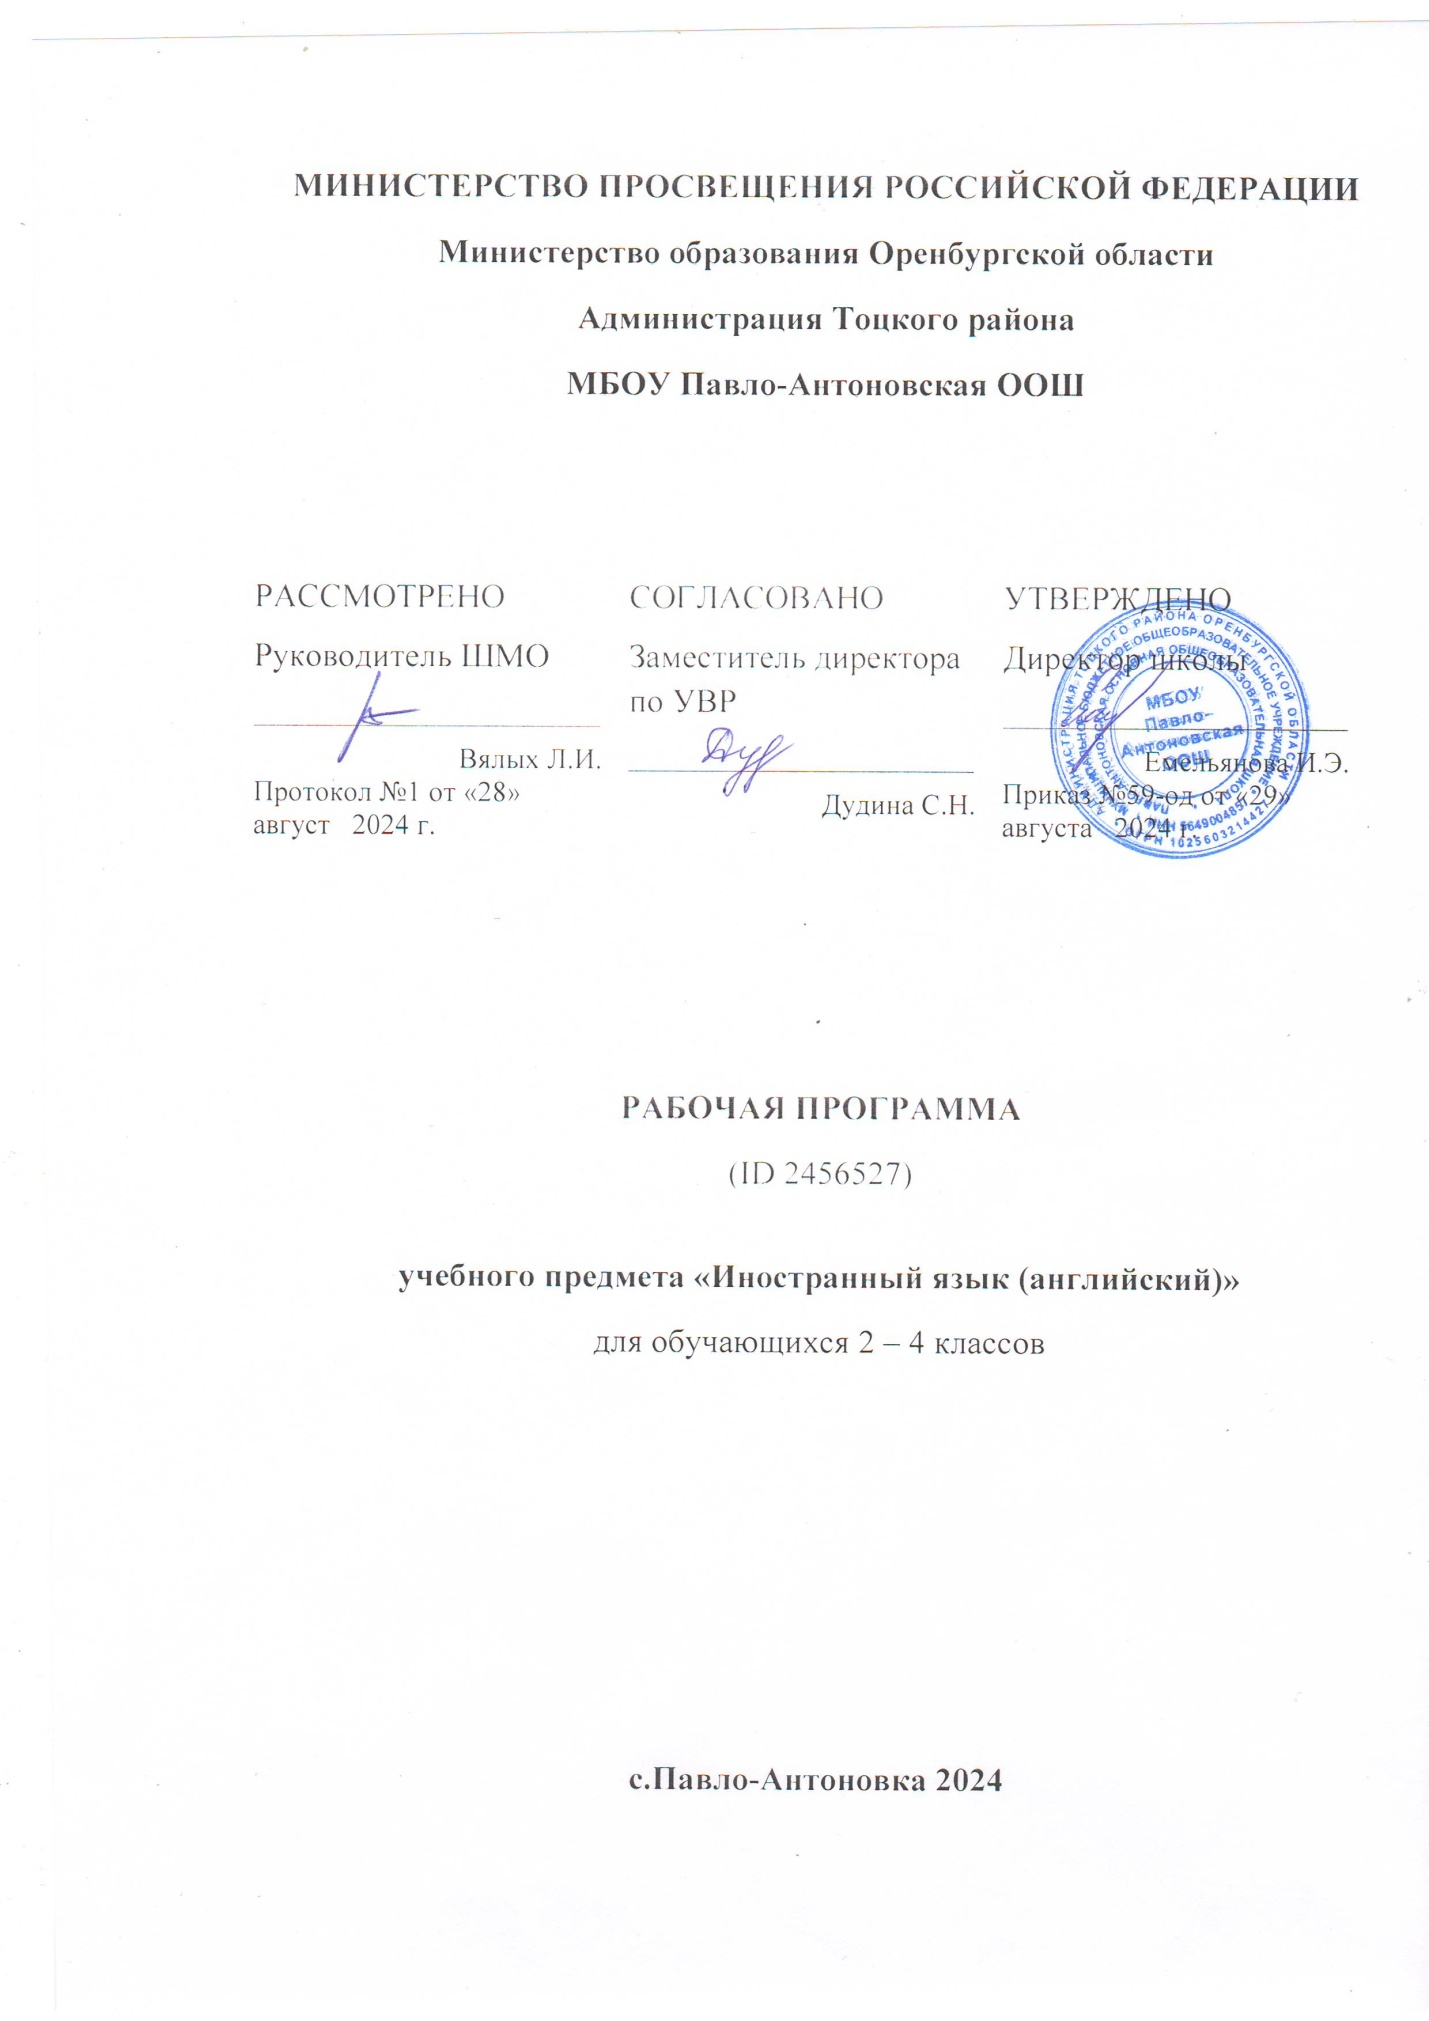 МИНИСТЕРСТВО ПРОСВЕЩЕНИЯ РОССИЙСКОЙ ФЕДЕРАЦИИ
Министерство образования Оренбургской области
Администрация Тоцкого района
МБОУ Павло-Антоновская ООШ
РАССМОТРЕНО
Руководитель ШМО
Вялых Л.И.
Протокол №1 от «28»
август 2024 г.
СОГЛАСОВАНО
Заместитель директора
по УВР
Дудина С.Н.
УТВЕРЖДЕНО
Директор школы
Емельянова И.Э.
Приказ №59-од от «29»
августа 2024 г.
МБОУ
Павло-
Антоновская
ООШ
РАБОЧАЯ ПРОГРАММА
(ID 2456527)
учебного предмета «Иностранный язык (английский)»
для обучающихся 2 – 4 классов
с.Павло-Антоновка 2024